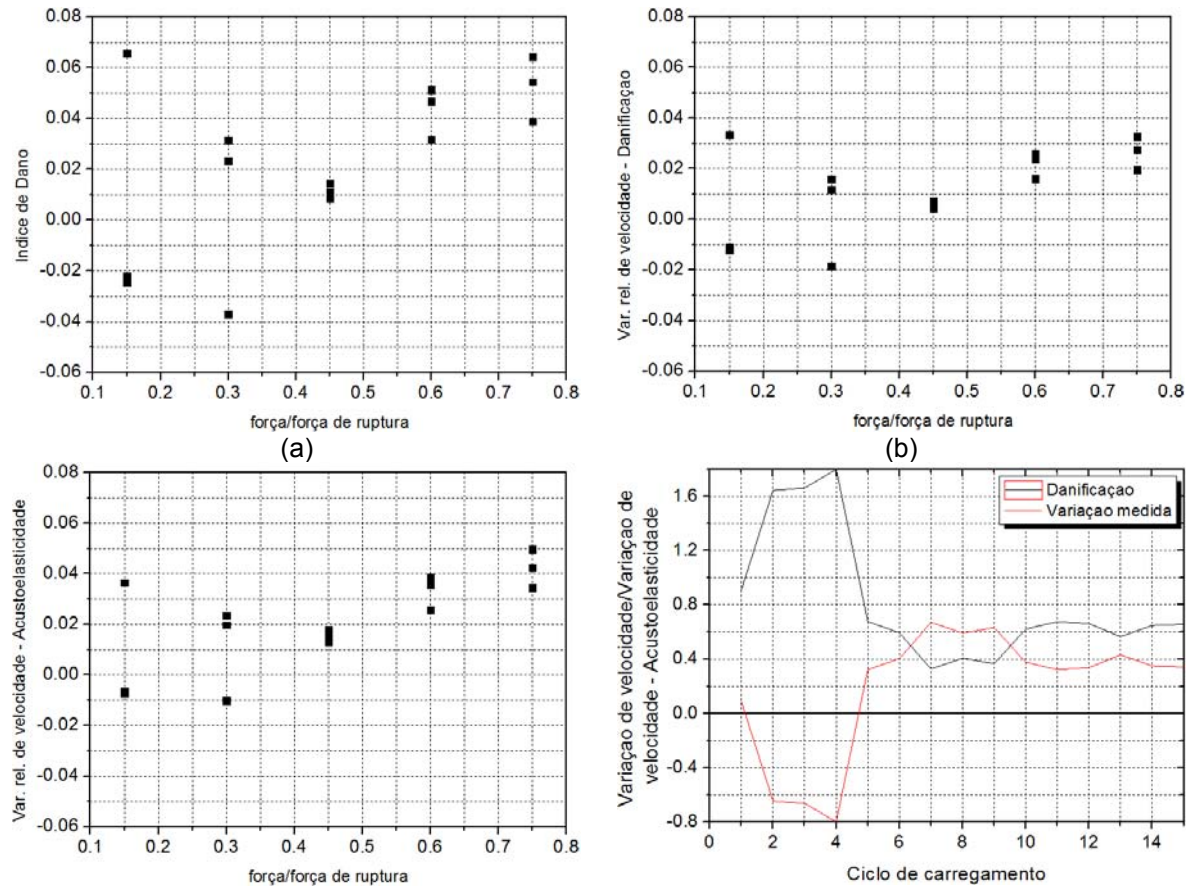 0.08
0.06
0.04
0.02
0.00
-0.02
-0.04
-0.06
Indice de Dano
0.1 0.2 0.3 0.4 0.5 0.6 0.7 0.8
força/força de ruptura
(a)
0.08
0.06
0.04
0.02
0.00
-0.02
-0.04
-0.06
Var. rel. de velocidade - Danificaçao
0.1 0.2 0.3 0.4 0.5 0.6 0.7 0.8
força/força de ruptura
(b)
0.08
0.06
0.04
0.02
0.00
-0.02
-0.04
-0.06
Var. rel. de velocidade - Acustoelasticidade
0.1 0.2 0.3 0.4 0.5 0.6 0.7 0.8
força/força de ruptura
1.6
1.2
0.8
0.4
0.0
-0.4
-0.8
Variaçao de velocidade/Variaçao de
velocidade - Acustoelasticidade
Danificaçao
Variaçao medida
0 2 4 6 8 10 12 14
Ciclo de carregamento